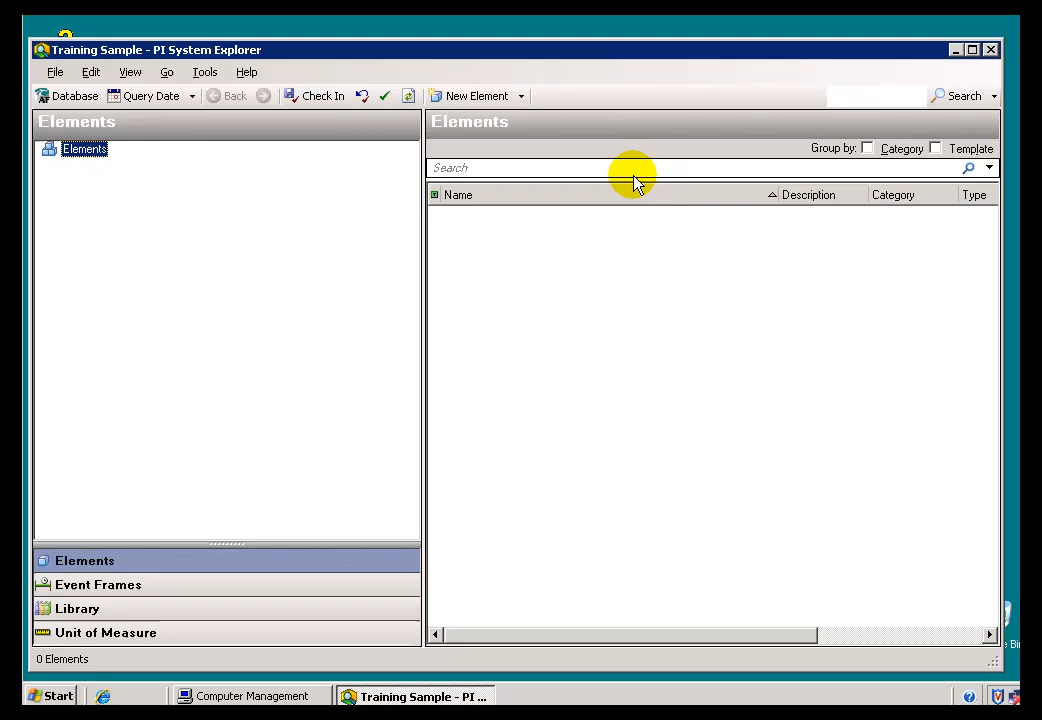 Training Sample - PI System Explorer
File Edit View Go Tools Help
Database Query Date Back Check In New Element Search
Elements Elements
Elements
Group by: Category Template
Search
Name Description Category Type
Elements
Event Frames
Library
Unit of Measure
0 Elements
Start Computer Management Training Sample - PI ...